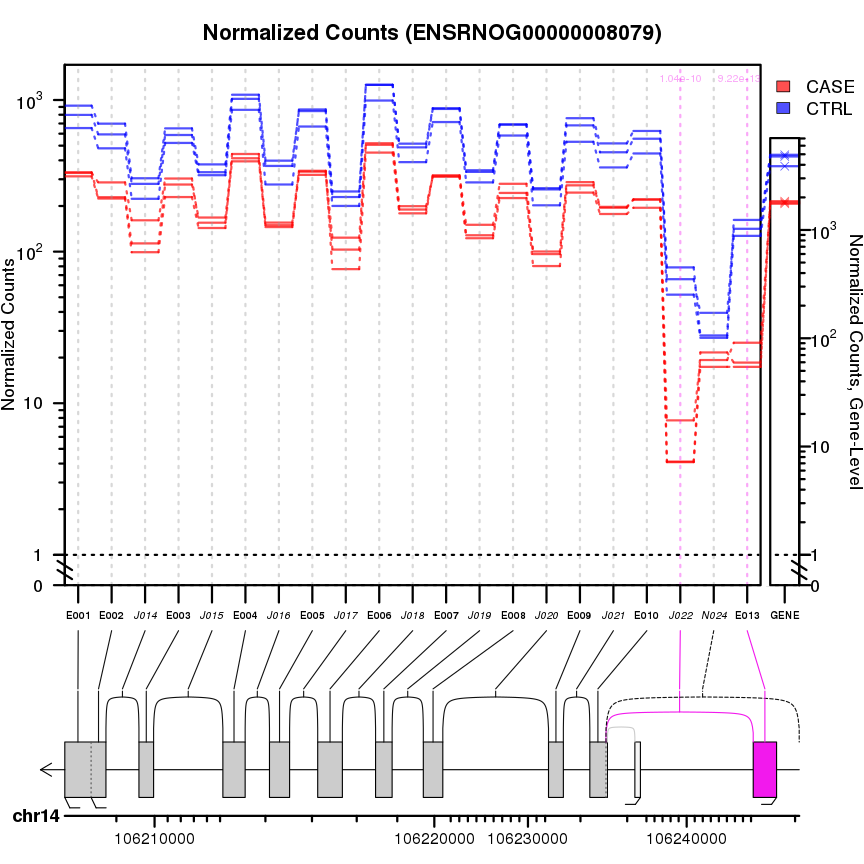 Normalized Counts (ENSRNOG00000008079)
1.04e-10 9.22e-13
CASE
CTRL
10³
10²
10
1
0
Normalized Counts
10³
10²
10
1
0
Normalized Counts, Gene-Level
E001 E002 J014 E003 J015 E004 J016 E005 J017 E006 J018 E007 J019 E008 J020 E009 J021 E010 J022 N024 E013 GENE
chr14
106210000 106220000 106230000 106240000